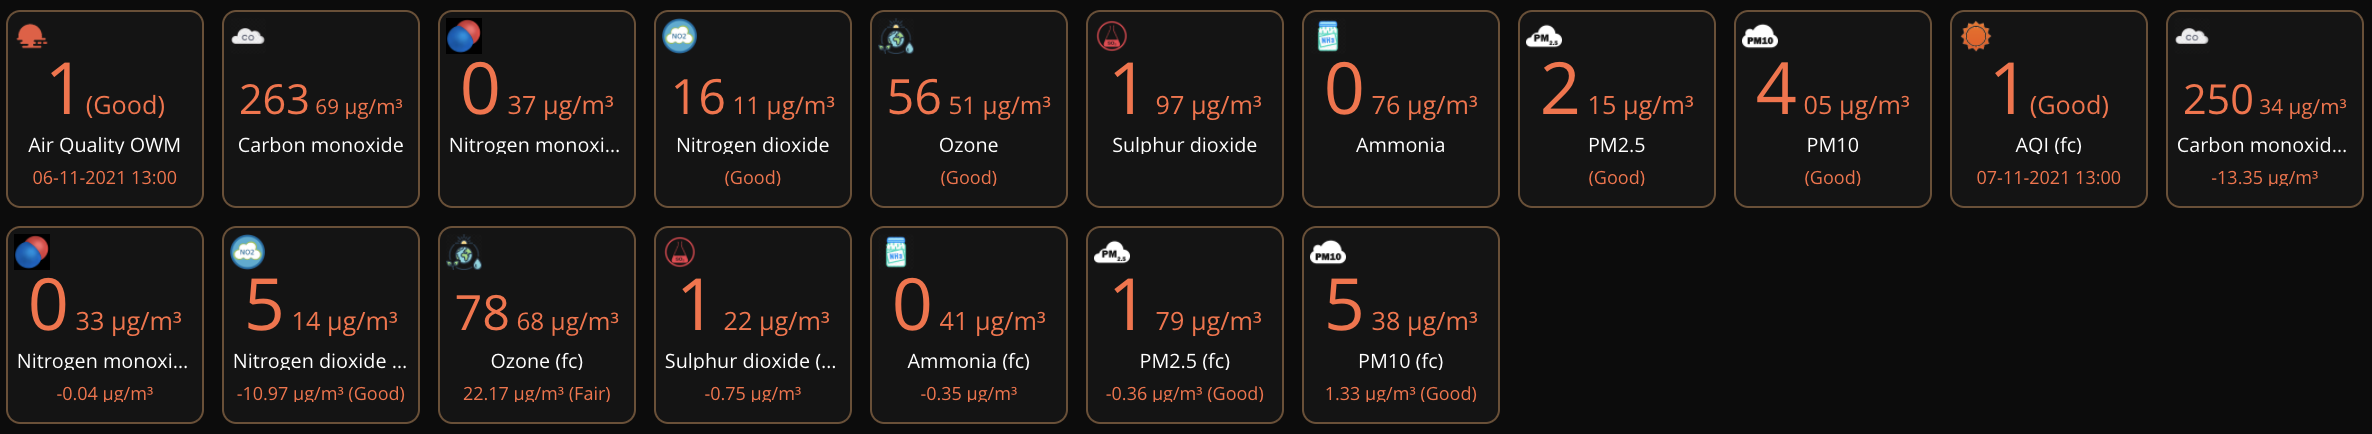 1 (Good)
Air Quality OWM
06-11-2021 13:00
CO
263 69 µg/m³
Carbon monoxide
0 37 µg/m³
Nitrogen monoxi...
NO2
16 11 µg/m³
Nitrogen dioxide
(Good)
56 51 µg/m³
Ozone
(Good)
1 97 µg/m³
Sulphur dioxide
NH3
0 76 µg/m³
Ammonia
PM2.5
2 15 µg/m³
PM2.5
(Good)
PM10
4 05 µg/m³
PM10
(Good)
1 (Good)
AQI (fc)
07-11-2021 13:00
CO
250 34 µg/m³
Carbon monoxid...
-13.35 µg/m³
0 33 µg/m³
Nitrogen monoxi...
-0.04 µg/m³
NO2
5 14 µg/m³
Nitrogen dioxide ...
-10.97 µg/m³ (Good)
78 68 µg/m³
Ozone (fc)
22.17 µg/m³ (Fair)
1 22 µg/m³
Sulphur dioxide (...
-0.75 µg/m³
NH3
0 41 µg/m³
Ammonia (fc)
-0.35 µg/m³
PM2.5
1 79 µg/m³
PM2.5 (fc)
-0.36 µg/m³ (Good)
PM10
5 38 µg/m³
PM10 (fc)
1.33 µg/m³ (Good)